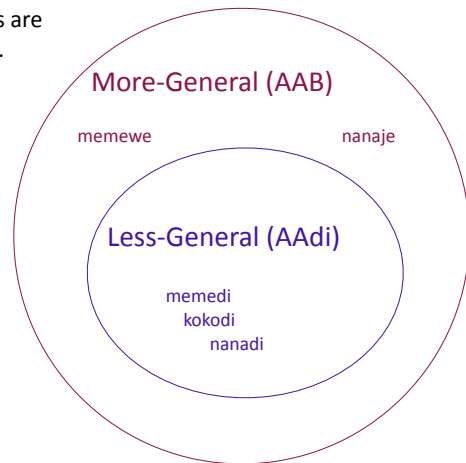 s are
.
More-General (AAB)
memewe nanaje
Less-General (AAdi)
memedi
kokodi
nanadi